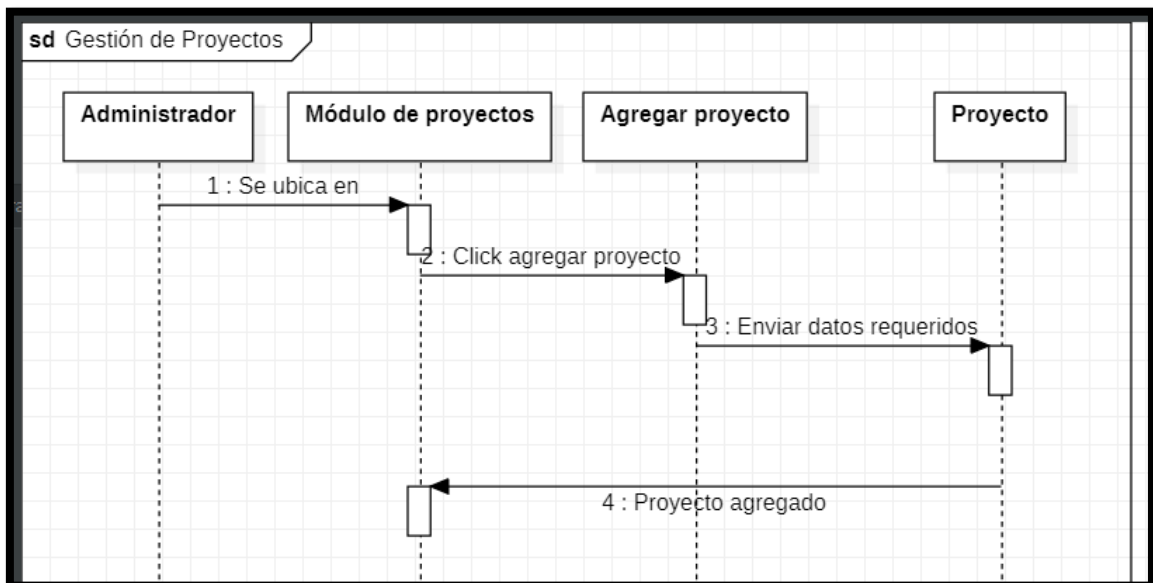 sd Gestión de Proyectos
Administrador
Módulo de proyectos
Agregar proyecto
Proyecto
1 : Se ubica en
2 : Click agregar proyecto
3 : Enviar datos requeridos
4 : Proyecto agregado